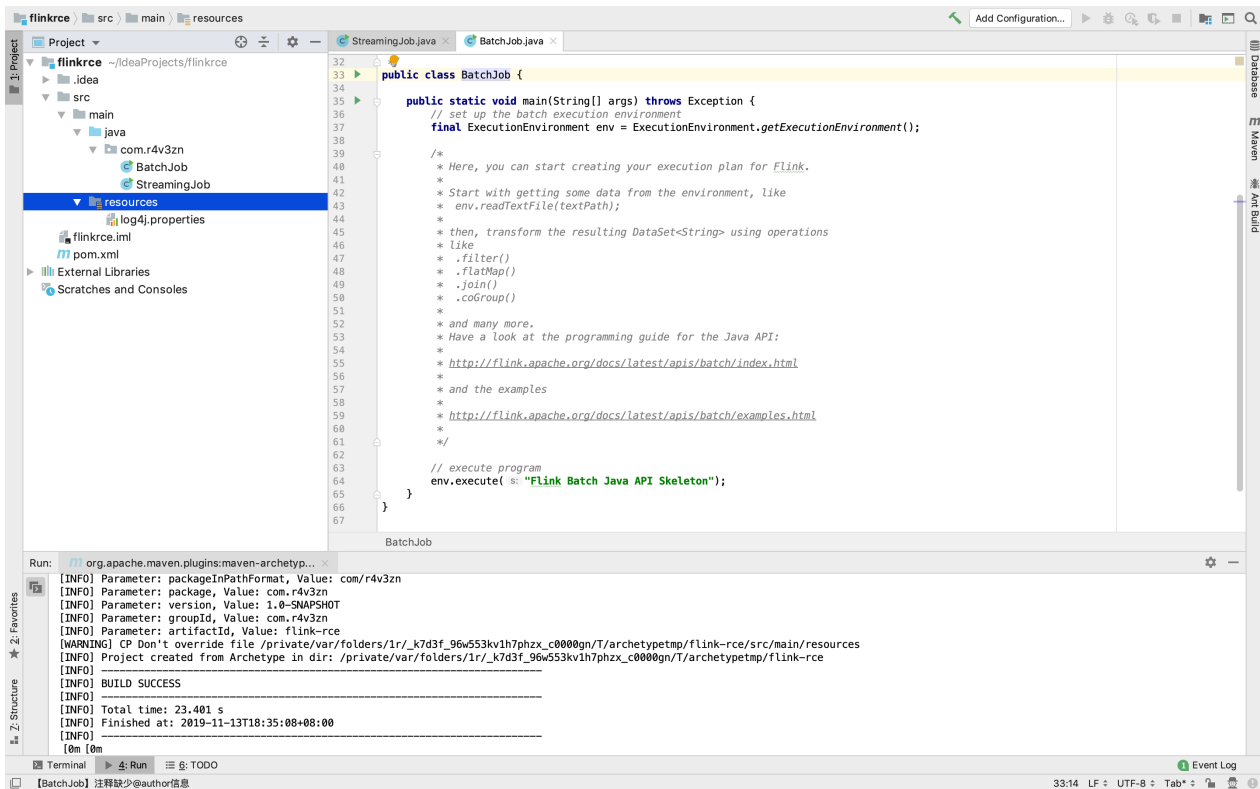 flinkrce src main resources
Add Configuration...
1: Project
Project
StreamingJob.java
BatchJob.java
flinkrce ~/IdeaProjects/flinkrce
.idea
src
main
java
com.r4v3zn
BatchJob
StreamingJob
resources
log4j.properties
flinkrce.iml
pom.xml
External Libraries
Scratches and Consoles
32
33 public class BatchJob {
34
35 public static void main(String[] args) throws Exception {
36 // set up the batch execution environment
37 final ExecutionEnvironment env = ExecutionEnvironment.getExecutionEnvironment();
38
39 /*
40 * Here, you can start creating your execution plan for Flink.
41 *
42 * Start with getting some data from the environment, like
43 * env.readTextFile(textPath);
44 *
45 * then, transform the resulting DataSet<String> using operations
46 * like
47 * .filter()
48 * .flatMap()
49 * .join()
50 * .coGroup()
51 *
52 * and many more.
53 * Have a look at the programming guide for the Java API:
54 *
55 * http://flink.apache.org/docs/latest/apis/batch/index.html
56 *
57 * and the examples
58 *
59 * http://flink.apache.org/docs/latest/apis/batch/examples.html
60 *
61 */
62
63 // execute program
64 env.execute( s: "Flink Batch Java API Skeleton");
65 }
66 }
67
BatchJob
Database
m Maven
Ant Build
Run: m org.apache.maven.plugins:maven-archetyp...
[INFO] Parameter: packageInPathFormat, Value: com/r4v3zn
[INFO] Parameter: package, Value: com.r4v3zn
[INFO] Parameter: version, Value: 1.0-SNAPSHOT
[INFO] Parameter: groupId, Value: com.r4v3zn
[INFO] Parameter: artifactId, Value: flink-rce
[WARNING] CP Don't override file /private/var/folders/1r/_k7d3f_96w553kv1h7phzx_c0000gn/T/archetypetmp/flink-rce/src/main/resources
[INFO] Project created from Archetype in dir: /private/var/folders/1r/_k7d3f_96w553kv1h7phzx_c0000gn/T/archetypetmp/flink-rce
[INFO] ------------------------------------------------------------------------
[INFO] BUILD SUCCESS
[INFO] ------------------------------------------------------------------------
[INFO] Total time: 23.401 s
[INFO] Finished at: 2019-11-13T18:35:08+08:00
[INFO] ------------------------------------------------------------------------
[0m [0m
2: Favorites
Z: Structure
Terminal 4: Run 6: TODO
1 Event Log
【BatchJob】注释缺少@author信息
33:14 LF UTF-8 Tab*